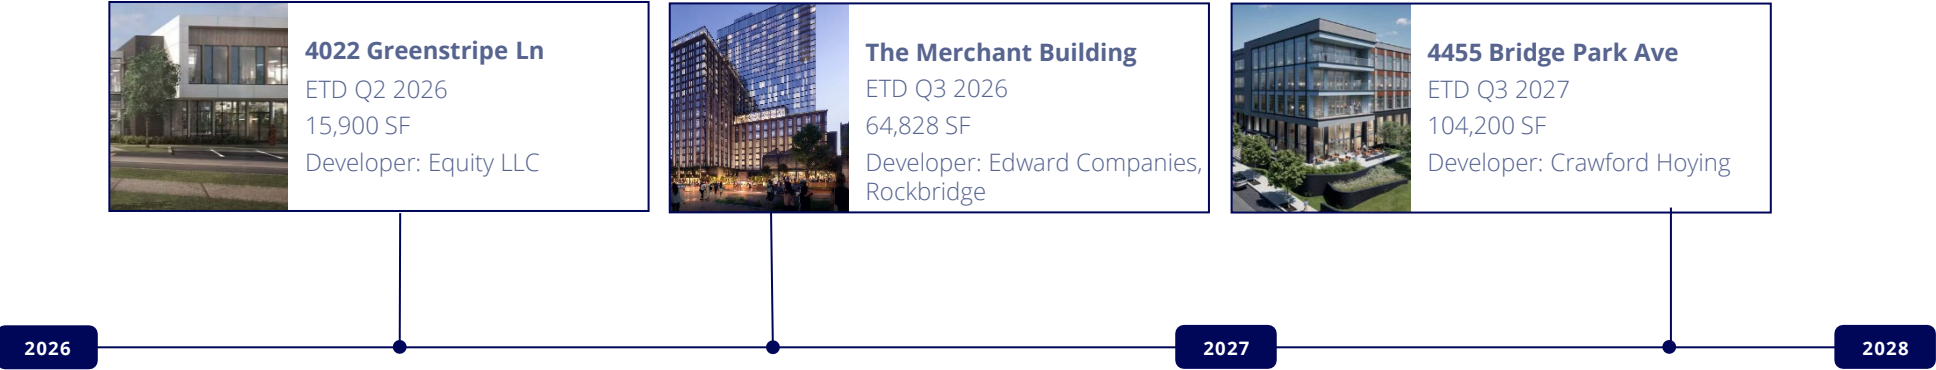 4022 Greenstripe Ln
ETD Q2 2026
15,900 SF
Developer: Equity LLC
The Merchant Building
ETD Q3 2026
64,828 SF
Developer: Edward Companies,
Rockbridge
4455 Bridge Park Ave
ETD Q3 2027
104,200 SF
Developer: Crawford Hoying
2026
2027
2028